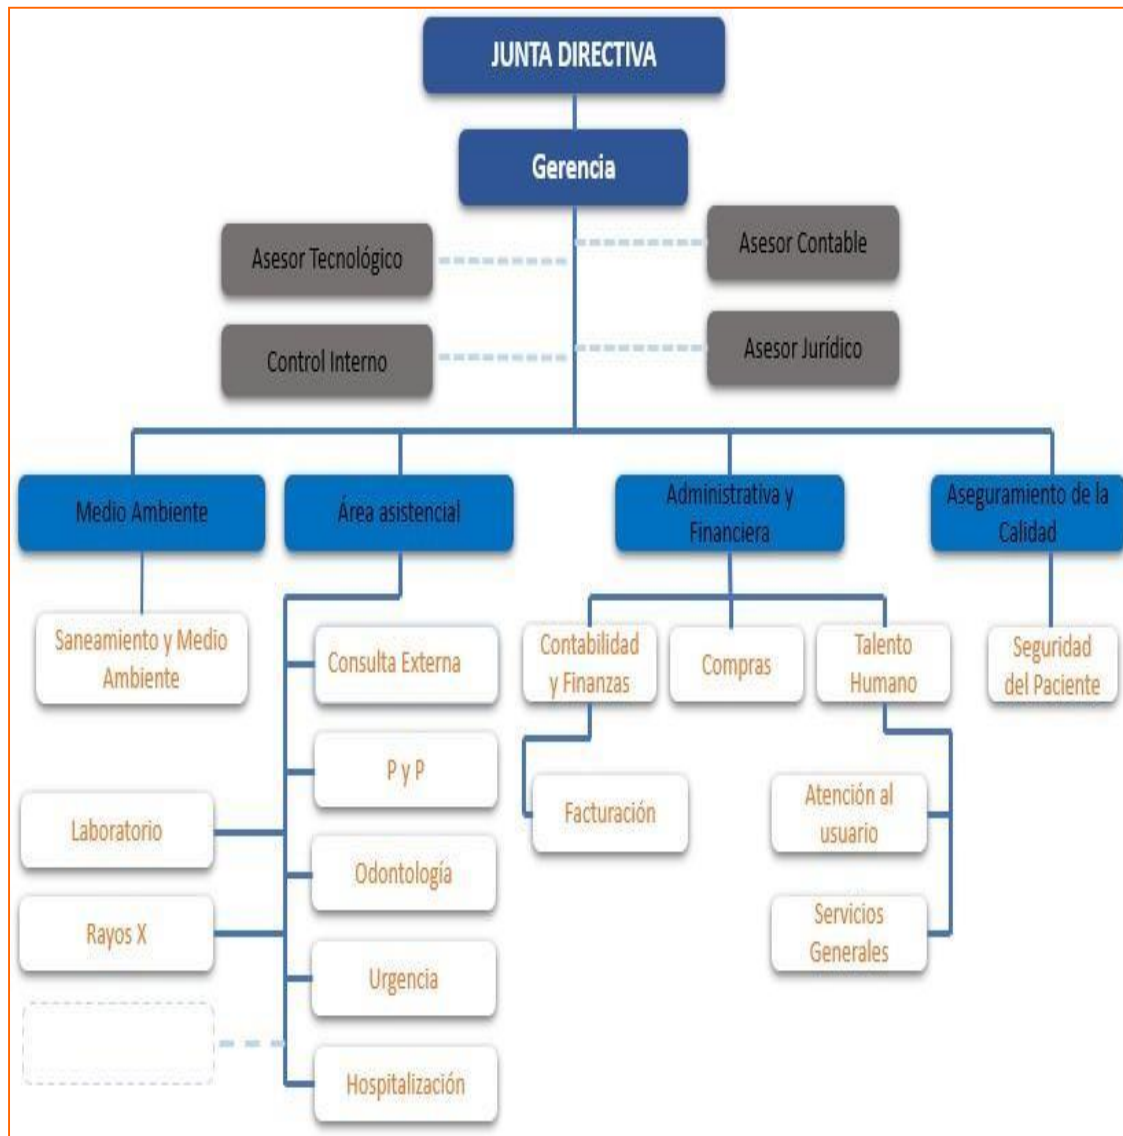 JUNTA DIRECTIVA
Gerencia
Asesor Tecnológico
Asesor Contable
Control Interno
Asesor Jurídico
Medio Ambiente
Área asistencial
Administrativa y
Financiera
Aseguramiento de la
Calidad
Saneamiento y Medio
Ambiente
Consulta Externa
Contabilidad
y Finanzas
Compras
Talento
Humano
Seguridad
del Paciente
P y P
Laboratorio
Facturación
Atención al
usuario
Odontología
Rayos X
Servicios
Generales
Urgencia
Hospitalización